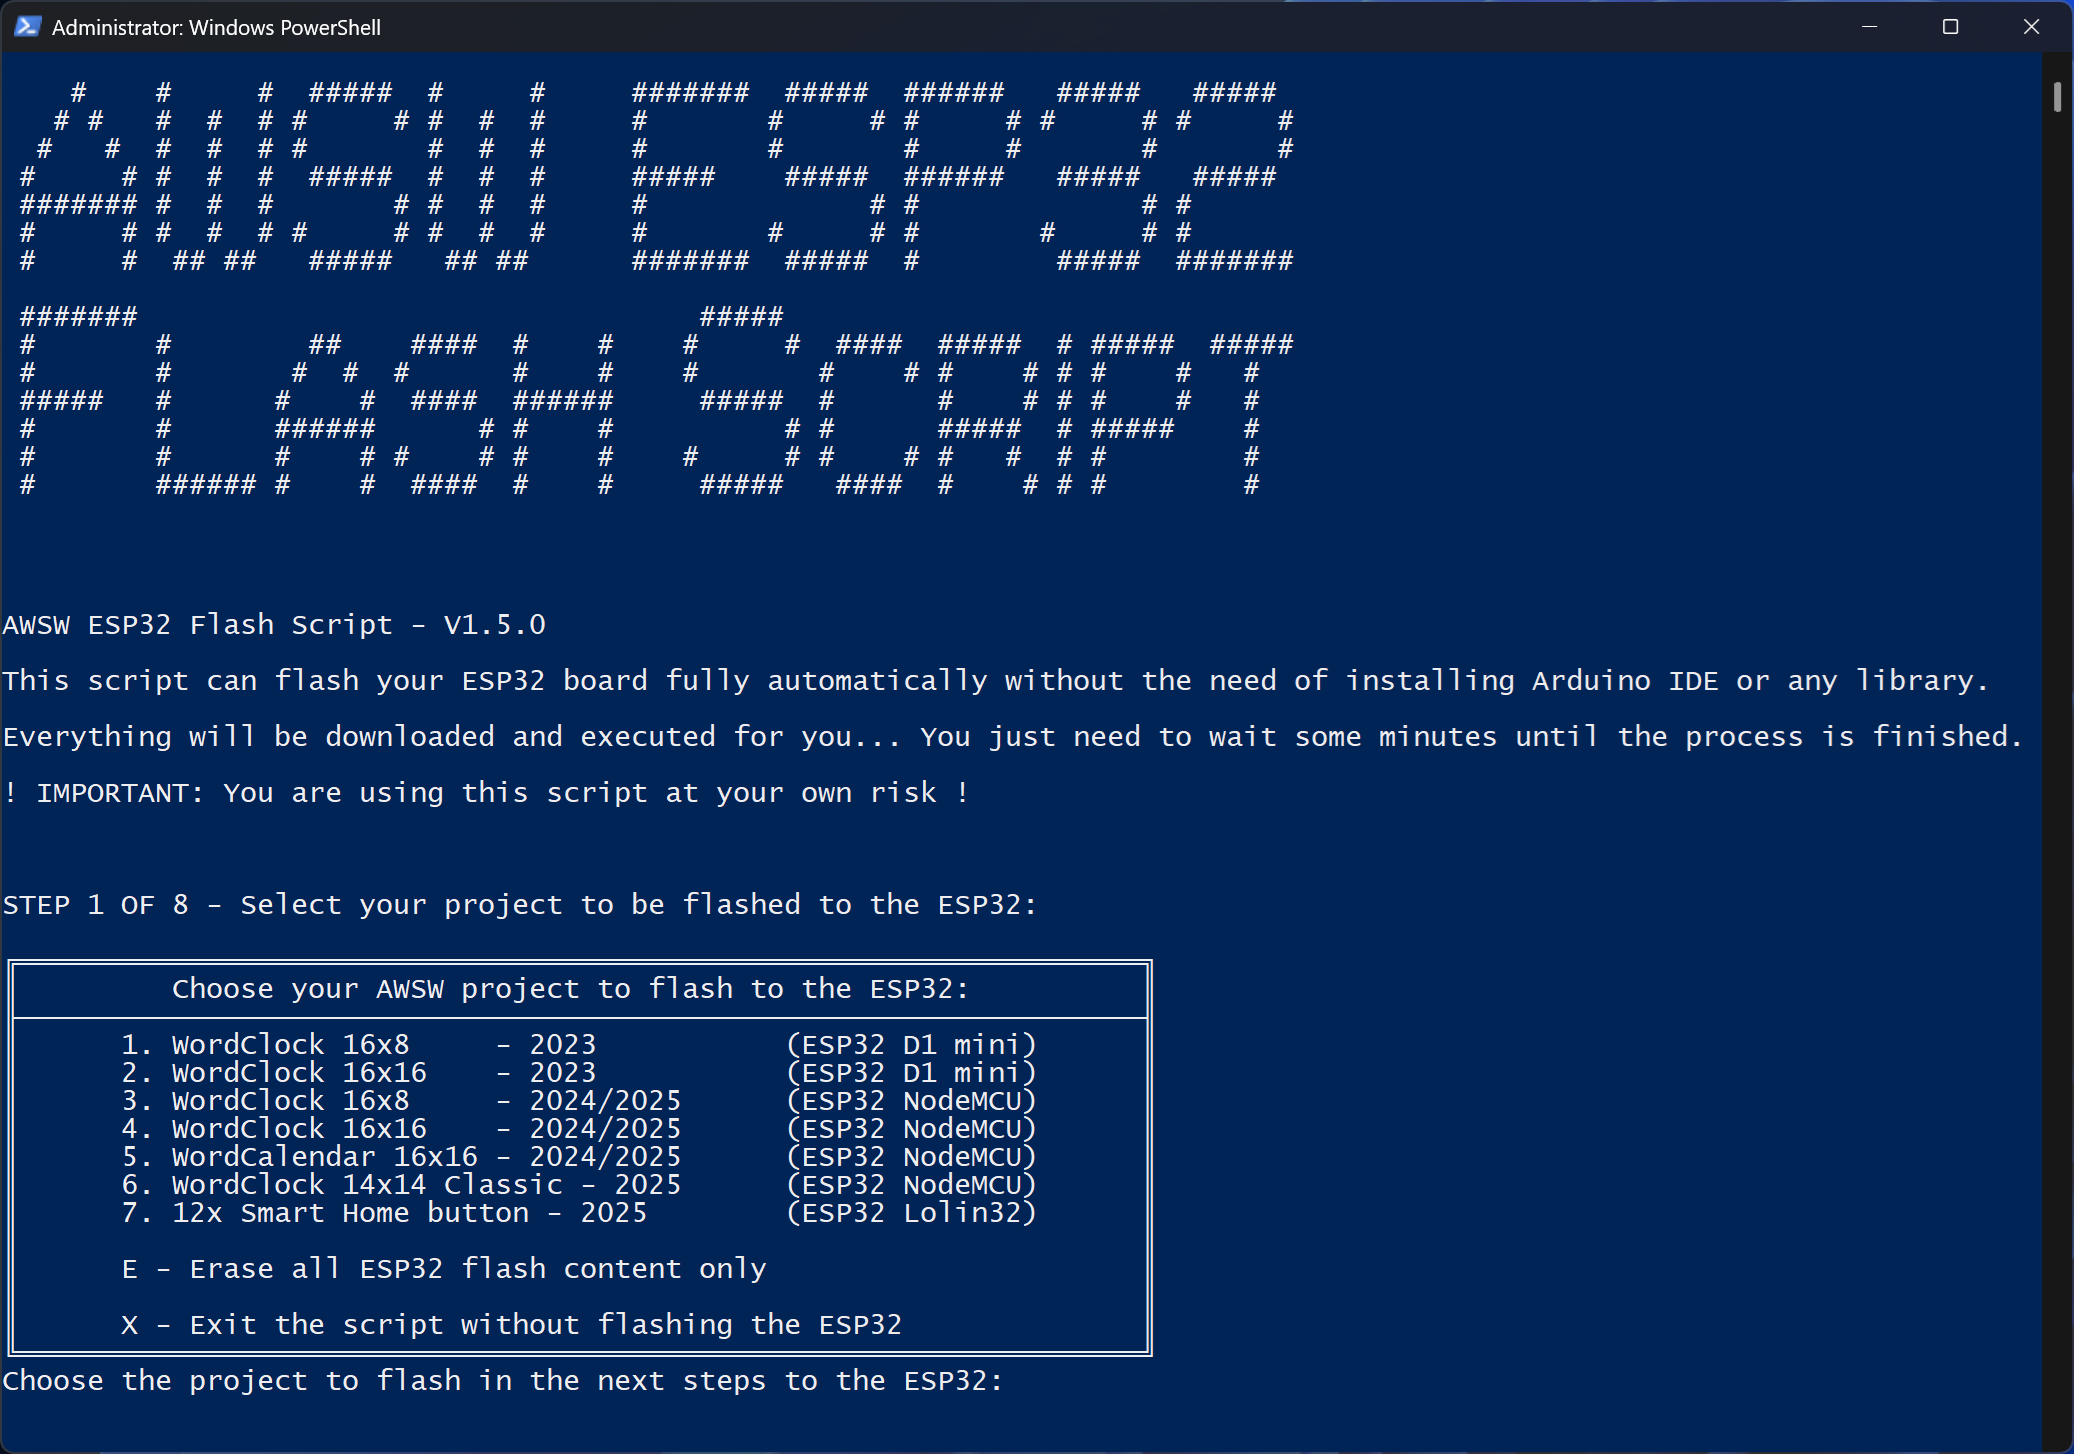 Administrator: Windows PowerShell
AWSW ESP32
FLASH SCRIPT
AWSW ESP32 Flash Script - V1.5.0
This script can flash your ESP32 board fully automatically without the need of installing Arduino IDE or any library.
Everything will be downloaded and executed for you... You just need to wait some minutes until the process is finished.
! IMPORTANT: You are using this script at your own risk !
STEP 1 OF 8 - Select your project to be flashed to the ESP32:
Choose your AWSW project to flash to the ESP32:
1. WordClock 16x8 - 2023 (ESP32 D1 mini)
2. WordClock 16x16 - 2023 (ESP32 D1 mini)
3. WordClock 16x8 - 2024/2025 (ESP32 NodeMCU)
4. WordClock 16x16 - 2024/2025 (ESP32 NodeMCU)
5. WordCalendar 16x16 - 2024/2025 (ESP32 NodeMCU)
6. WordClock 14x14 Classic - 2025 (ESP32 NodeMCU)
7. 12x Smart Home button - 2025 (ESP32 Lolin32)
E - Erase all ESP32 flash content only
X - Exit the script without flashing the ESP32
Choose the project to flash in the next steps to the ESP32: